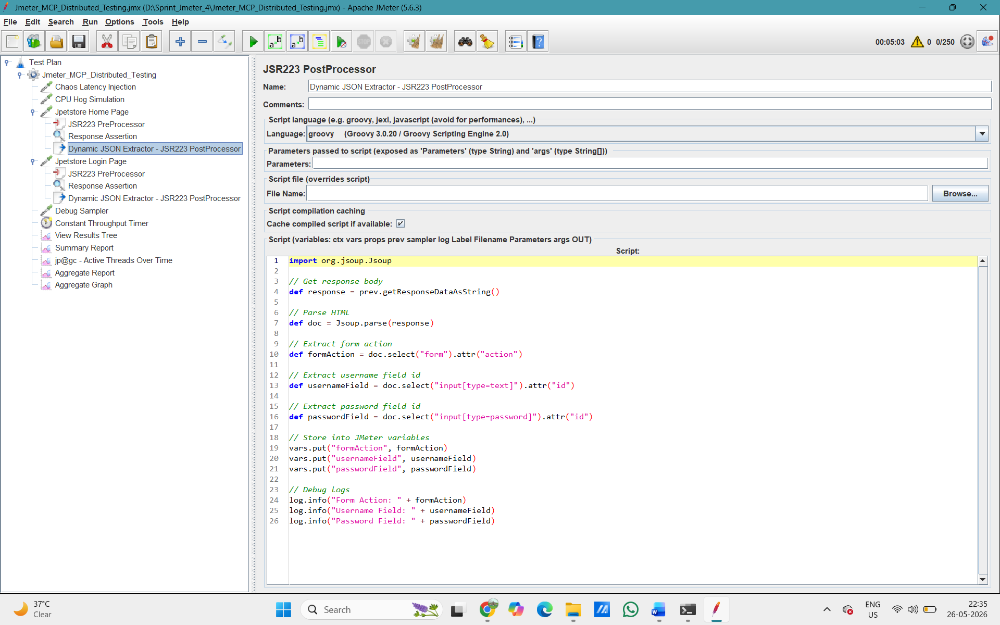 Jmeter_MCP_Distributed_Testing.jmx (D:\Sprint_Jmeter_4\Jmeter_MCP_Distributed_Testing.jmx) - Apache JMeter (5.6.3)
File Edit Search Run Options Tools Help
STOP
00:05:03 0 0/250
Test Plan
Jmeter_MCP_Distributed_Testing
Chaos Latency Injection
CPU Hog Simulation
Jpetstore Home Page
JSR223 PreProcessor
Response Assertion
Dynamic JSON Extractor - JSR223 PostProcessor
Jpetstore Login Page
JSR223 PreProcessor
Response Assertion
Dynamic JSON Extractor - JSR223 PostProcessor
Debug Sampler
Constant Throughput Timer
View Results Tree
Summary Report
jp@gc - Active Threads Over Time
Aggregate Report
Aggregate Graph
JSR223 PostProcessor
Name: Dynamic JSON Extractor - JSR223 PostProcessor
Comments:
Script language (e.g. groovy, jexl, javascript (avoid for performances), ...)
Language: groovy (Groovy 3.0.20 / Groovy Scripting Engine 2.0)
Parameters passed to script (exposed as 'Parameters' (type String) and 'args' (type String[]))
Parameters:
Script file (overrides script)
File Name: Browse...
Script compilation caching
Cache compiled script if available:
Script (variables: ctx vars props prev sampler log Label Filename Parameters args OUT)
Script:
1 import org.jsoup.Jsoup
2
3 // Get response body
4 def response = prev.getResponseDataAsString()
5
6 // Parse HTML
7 def doc = Jsoup.parse(response)
8
9 // Extract form action
10 def formAction = doc.select("form").attr("action")
11
12 // Extract username field id
13 def usernameField = doc.select("input[type=text]").attr("id")
14
15 // Extract password field id
16 def passwordField = doc.select("input[type=password]").attr("id")
17
18 // Store into JMeter variables
19 vars.put("formAction", formAction)
20 vars.put("usernameField", usernameField)
21 vars.put("passwordField", passwordField)
22
23 // Debug logs
24 log.info("Form Action: " + formAction)
25 log.info("Username Field: " + usernameField)
26 log.info("Password Field: " + passwordField)
37°C
Clear
Search
ENG
US
22:35
26-05-2026